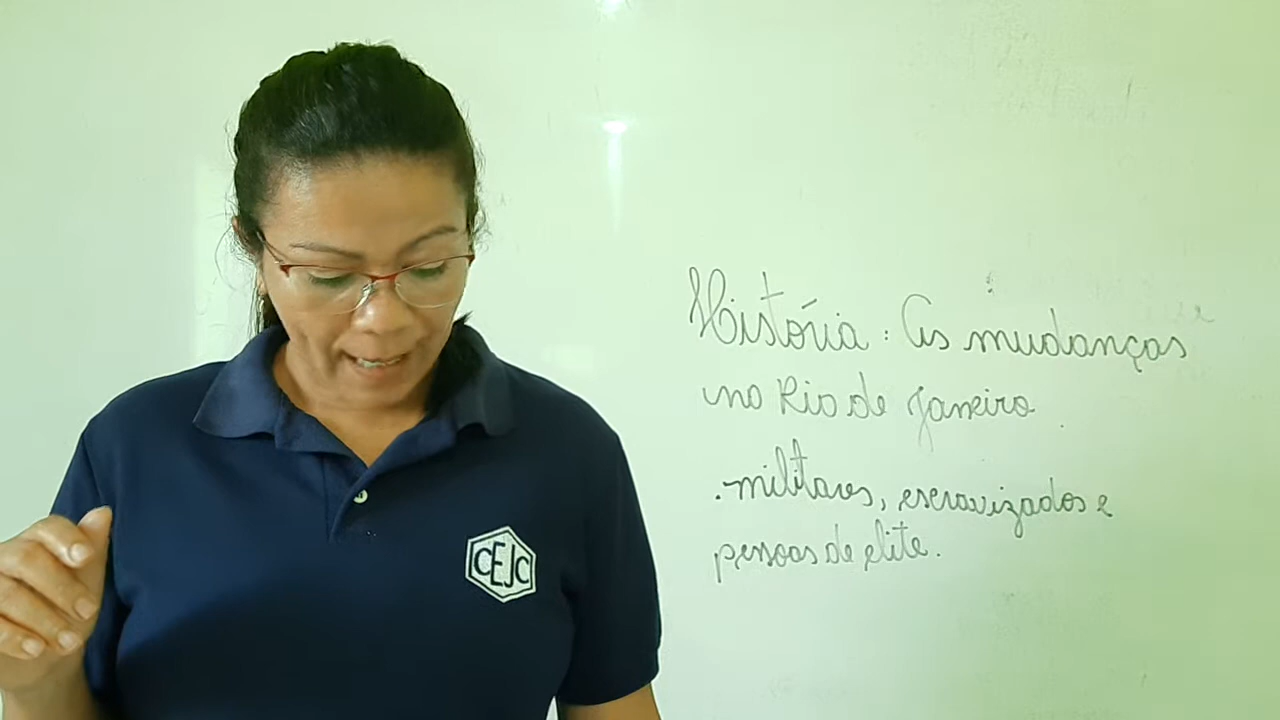 CEJC
História : As mudanças
no Rio de Janeiro.
. militares, escravizados e
pessoas de elite.